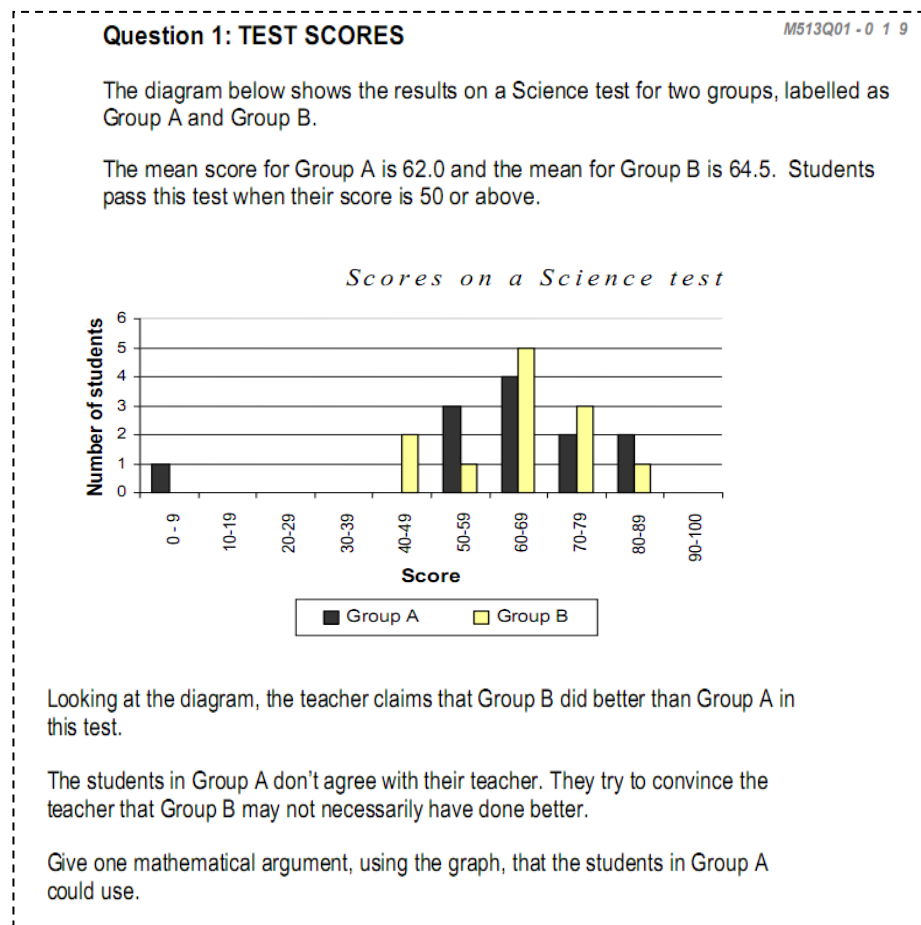 Question 1: TEST SCORES
M513Q01 - 0 1 9
The diagram below shows the results on a Science test for two groups, labelled as
Group A and Group B.
The mean score for Group A is 62.0 and the mean for Group B is 64.5. Students
pass this test when their score is 50 or above.
Scores on a Science test
Number of students
6
5
4
3
2
1
0
0 - 9
10-19
20-29
30-39
40-49
50-59
60-69
70-79
80-89
90-100
Score
Group A
Group B
Looking at the diagram, the teacher claims that Group B did better than Group A in
this test.
The students in Group A don't agree with their teacher. They try to convince the
teacher that Group B may not necessarily have done better.
Give one mathematical argument, using the graph, that the students in Group A
could use.